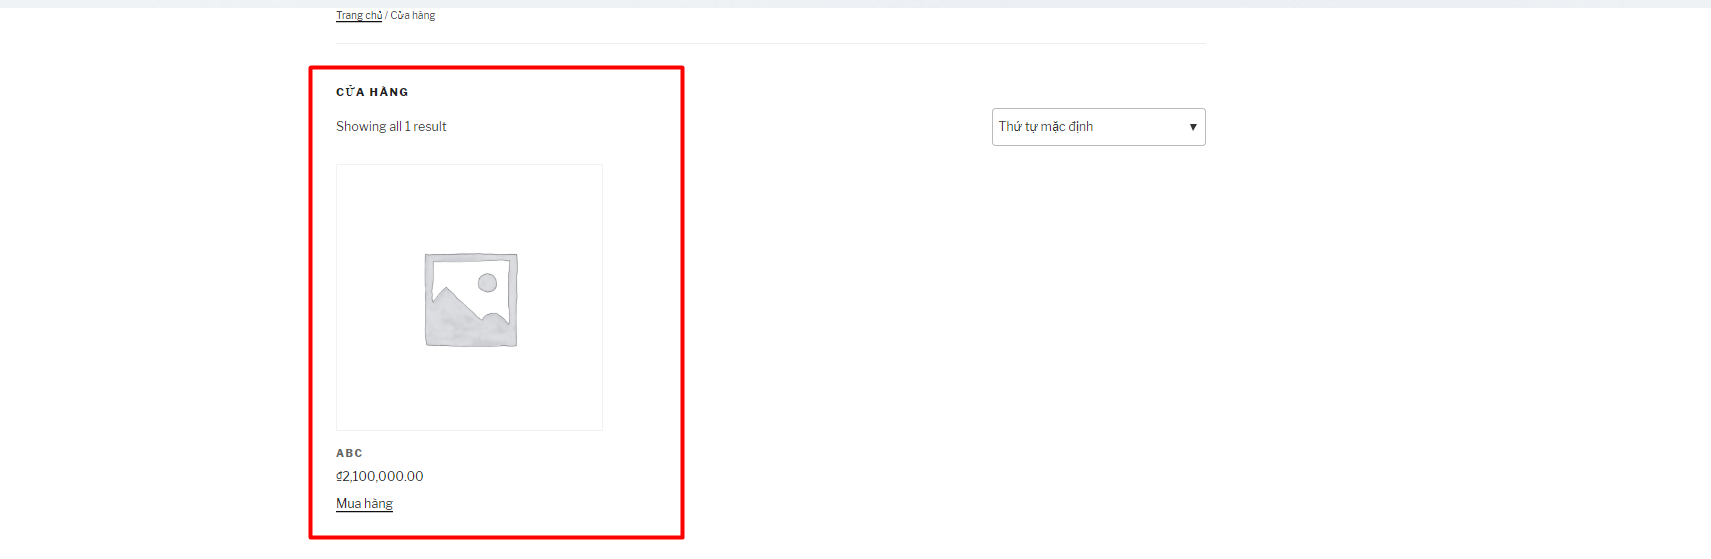 Trang chủ / Cửa hàng
CỬA HÀNG
Showing all 1 result
Thứ tự mặc định
ABC
₫2,100,000.00
Mua hàng